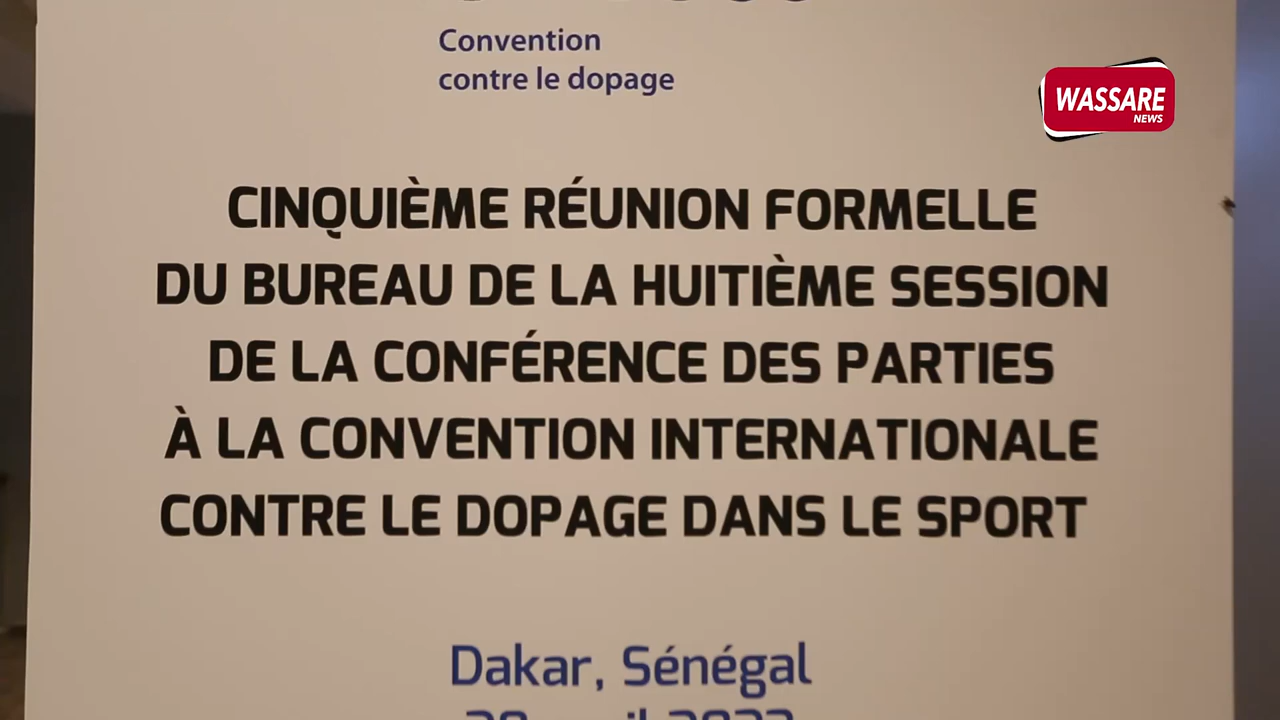 Convention
contre le dopage
WASSARE
NEWS
CINQUIÈME RÉUNION FORMELLE
DU BUREAU DE LA HUITIÈME SESSION
DE LA CONFÉRENCE DES PARTIES
À LA CONVENTION INTERNATIONALE
CONTRE LE DOPAGE DANS LE SPORT
Dakar, Sénégal